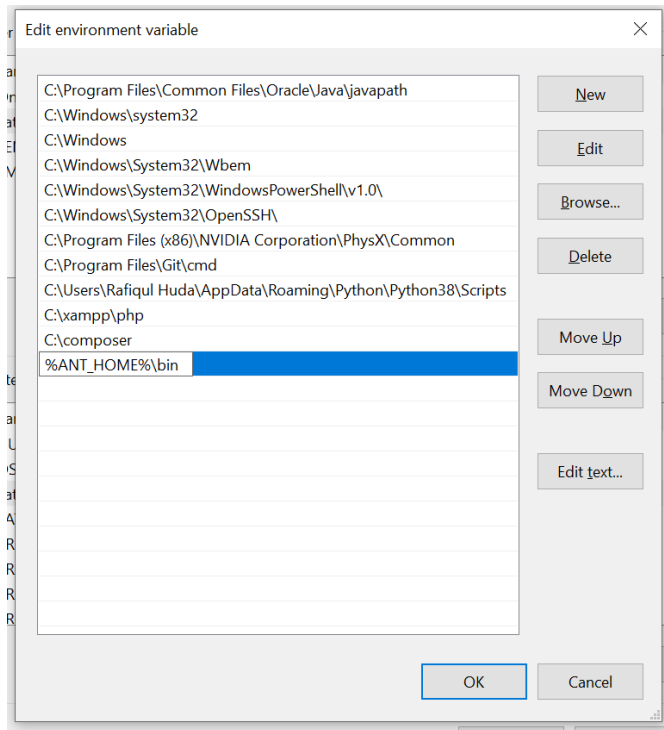 Edit environment variable
C:\Program Files\Common Files\Oracle\Java\javapath
C:\Windows\system32
C:\Windows
C:\Windows\System32\Wbem
C:\Windows\System32\WindowsPowerShell\v1.0\
C:\Windows\System32\OpenSSH\
C:\Program Files (x86)\NVIDIA Corporation\PhysX\Common
C:\Program Files\Git\cmd
C:\Users\Rafiqul Huda\AppData\Roaming\Python\Python38\Scripts
C:\xampp\php
C:\composer
%ANT_HOME%\bin
New
Edit
Browse...
Delete
Move Up
Move Down
Edit text...
OK
Cancel